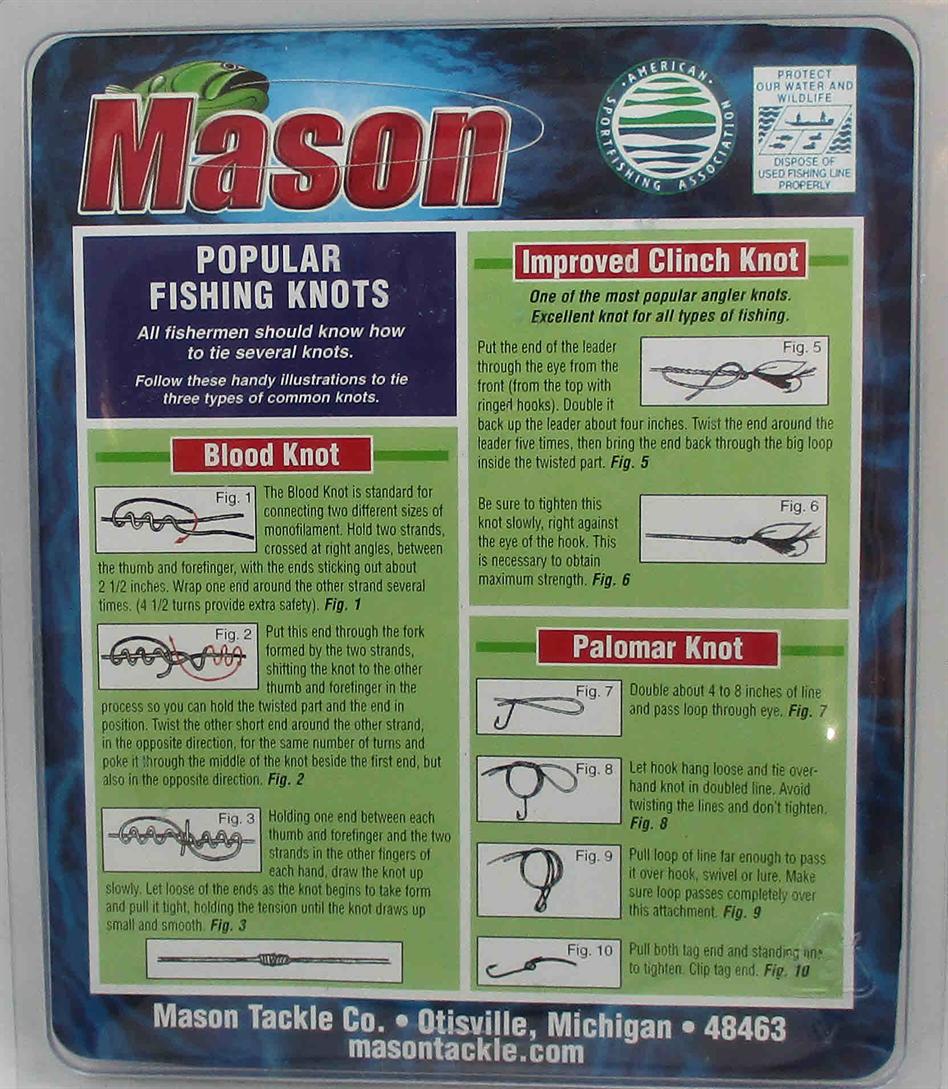 Mason
AMERICAN
SPORTFISHING ASSOCIATION
PROTECT
OUR WATER AND
WILDLIFE
DISPOSE OF
USED FISHING LINE
PROPERLY
POPULAR
FISHING KNOTS
All fishermen should know how
to tie several knots.
Follow these handy illustrations to tie
three types of common knots.
Blood Knot
Fig. 1
The Blood Knot is standard for
connecting two different sizes of
monofilament. Hold two strands,
crossed at right angles, between
the thumb and forefinger, with the ends sticking out about
2 1/2 inches. Wrap one end around the other strand several
times. (4 1/2 turns provide extra safety). Fig. 1
Fig. 2
Put this end through the fork
formed by the two strands,
shifting the knot to the other
thumb and forefinger in the
process so you can hold the twisted part and the end in
position. Twist the other short end around the other strand,
in the opposite direction, for the same number of turns and
poke it through the middle of the knot beside the first end, but
also in the opposite direction. Fig. 2
Fig. 3
Holding one end between each
thumb and forefinger and the two
strands in the other fingers of
each hand, draw the knot up
slowly. Let loose of the ends as the knot begins to take form
and pull it tight, holding the tension until the knot draws up
small and smooth. Fig. 3
Improved Clinch Knot
One of the most popular angler knots.
Excellent knot for all types of fishing.
Put the end of the leader
through the eye from the
front (from the top with
ringed hooks). Double it
back up the leader about four inches. Twist the end around the
leader five times, then bring the end back through the big loop
inside the twisted part. Fig. 5
Fig. 5
Be sure to tighten this
knot slowly, right against
the eye of the hook. This
is necessary to obtain
maximum strength. Fig. 6
Fig. 6
Palomar Knot
Fig. 7
Double about 4 to 8 inches of line
and pass loop through eye. Fig. 7
Fig. 8
Let hook hang loose and tie over-
hand knot in doubled line. Avoid
twisting the lines and don't tighten.
Fig. 8
Fig. 9
Pull loop of line far enough to pass
it over hook, swivel or lure. Make
sure loop passes completely over
this attachment. Fig. 9
Fig. 10
Pull both tag end and standing line
to tighten. Clip tag end. Fig. 10
Mason Tackle Co. • Otisville, Michigan • 48463
masontackle.com